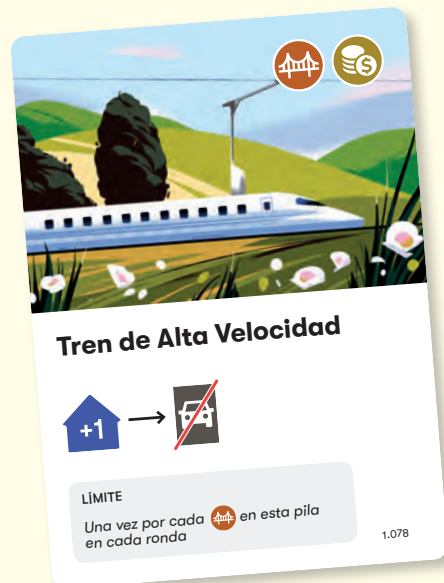 Tren de Alta Velocidad
+1
LÍMITE
Una vez por cada en esta pila
en cada ronda
1.078